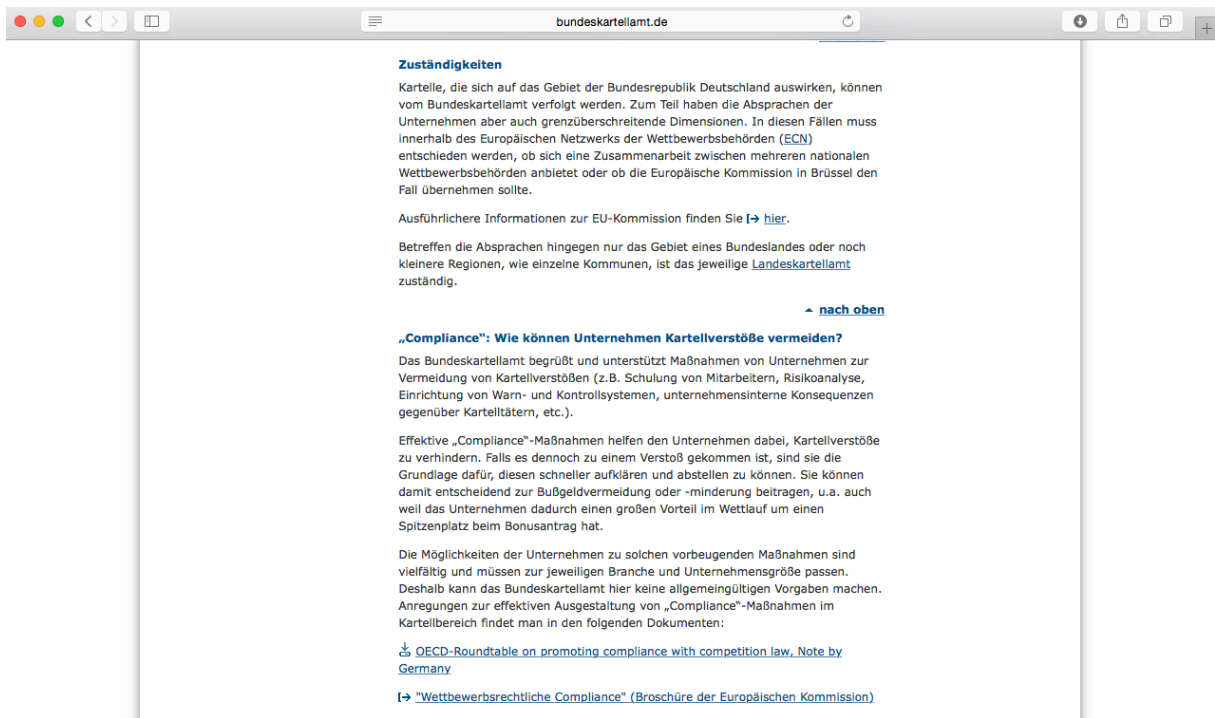 bundeskartellamt.de
Zuständigkeiten
Kartelle, die sich auf das Gebiet der Bundesrepublik Deutschland auswirken, können
vom Bundeskartellamt verfolgt werden. Zum Teil haben die Absprachen der
Unternehmen aber auch grenzüberschreitende Dimensionen. In diesen Fällen muss
innerhalb des Europäischen Netzwerks der Wettbewerbsbehörden (ECN)
entschieden werden, ob sich eine Zusammenarbeit zwischen mehreren nationalen
Wettbewerbsbehörden anbietet oder ob die Europäische Kommission in Brüssel den
Fall übernehmen sollte.
Ausführlichere Informationen zur EU-Kommission finden Sie hier.
Betreffen die Absprachen hingegen nur das Gebiet eines Bundeslandes oder noch
kleinere Regionen, wie einzelne Kommunen, ist das jeweilige Landeskartellamt
zuständig.
nach oben
„Compliance“: Wie können Unternehmen Kartellverstöße vermeiden?
Das Bundeskartellamt begrüßt und unterstützt Maßnahmen von Unternehmen zur
Vermeidung von Kartellverstößen (z.B. Schulung von Mitarbeitern, Risikoanalyse,
Einrichtung von Warn- und Kontrollsystemen, unternehmensinterne Konsequenzen
gegenüber Kartelltätern, etc.).
Effektive „Compliance“-Maßnahmen helfen den Unternehmen dabei, Kartellverstöße
zu verhindern. Falls es dennoch zu einem Verstoß gekommen ist, sind sie die
Grundlage dafür, diesen schneller aufklären und abstellen zu können. Sie können
damit entscheidend zur Bußgeldvermeidung oder -minderung beitragen, u.a. auch
weil das Unternehmen dadurch einen großen Vorteil im Wettlauf um einen
Spitzenplatz beim Bonusantrag hat.
Die Möglichkeiten der Unternehmen zu solchen vorbeugenden Maßnahmen sind
vielfältig und müssen zur jeweiligen Branche und Unternehmensgröße passen.
Deshalb kann das Bundeskartellamt hier keine allgemeingültigen Vorgaben machen.
Anregungen zur effektiven Ausgestaltung von „Compliance“-Maßnahmen im
Kartellbereich findet man in den folgenden Dokumenten:
OECD-Roundtable on promoting compliance with competition law, Note by
Germany
"Wettbewerbsrechtliche Compliance" (Broschüre der Europäischen Kommission)